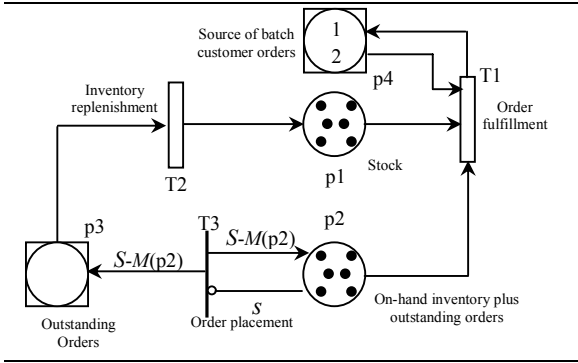 Source of batch
customer orders
1
2
p4
T1
Order
fulfillment
Inventory
replenishment
T2
p1
Stock
p2
p3
T3
S-M(p2)
S-M(p2)
s
Order placement
On-hand inventory plus
outstanding orders
Outstanding
Orders